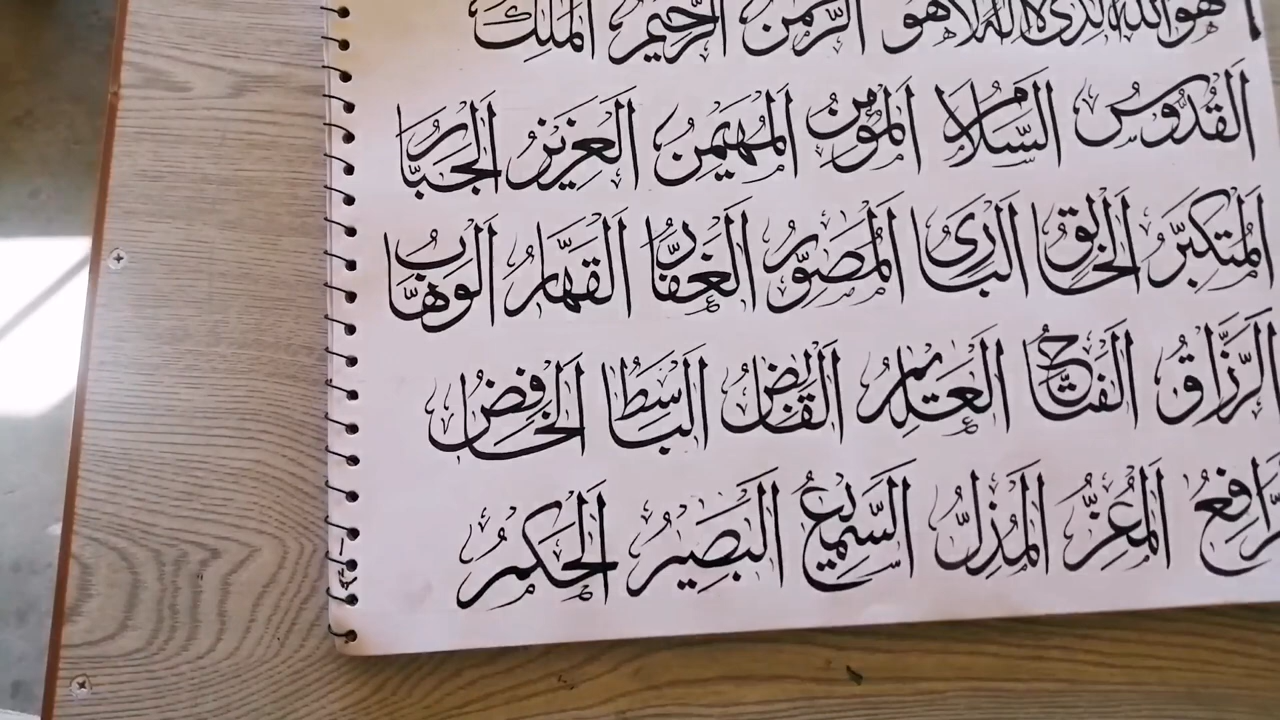 هو الله الذي لا إله إلا هو الرحمن الرحيم الملك
القدوس السلام المؤمن المهيمن العزيز الجبار
المتكبر الخالق البارئ المصور الغفار القهار الوهاب
الرزاق الفتاح العليم القابض الباسط الخافض
الرافع المعز المذل السميع البصير الحكم